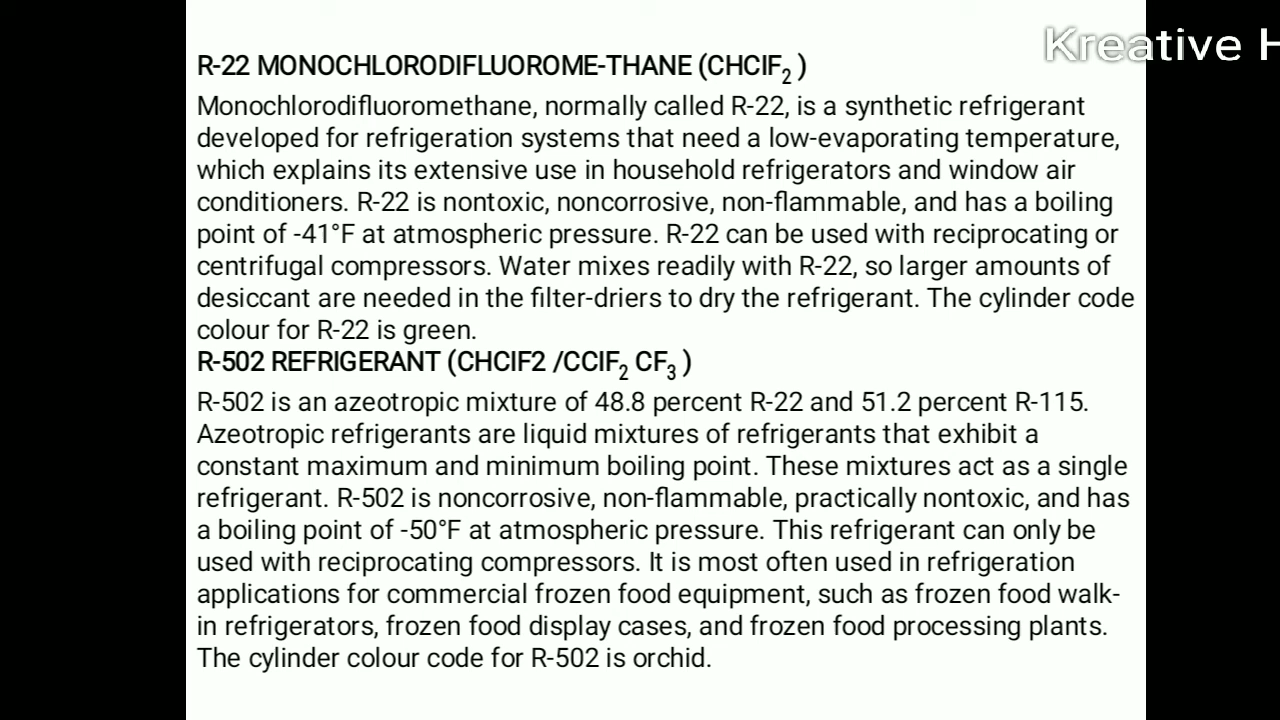 Kreative H
R-22 MONOCHLORODIFLUOROME-THANE (CHCIF2 )
Monochlorodifluoromethane, normally called R-22, is a synthetic refrigerant
developed for refrigeration systems that need a low-evaporating temperature,
which explains its extensive use in household refrigerators and window air
conditioners. R-22 is nontoxic, noncorrosive, non-flammable, and has a boiling
point of -41°F at atmospheric pressure. R-22 can be used with reciprocating or
centrifugal compressors. Water mixes readily with R-22, so larger amounts of
desiccant are needed in the filter-driers to dry the refrigerant. The cylinder code
colour for R-22 is green.
R-502 REFRIGERANT (CHCIF2 /CCIF2 CF3 )
R-502 is an azeotropic mixture of 48.8 percent R-22 and 51.2 percent R-115.
Azeotropic refrigerants are liquid mixtures of refrigerants that exhibit a
constant maximum and minimum boiling point. These mixtures act as a single
refrigerant. R-502 is noncorrosive, non-flammable, practically nontoxic, and has
a boiling point of -50°F at atmospheric pressure. This refrigerant can only be
used with reciprocating compressors. It is most often used in refrigeration
applications for commercial frozen food equipment, such as frozen food walk-
in refrigerators, frozen food display cases, and frozen food processing plants.
The cylinder colour code for R-502 is orchid.